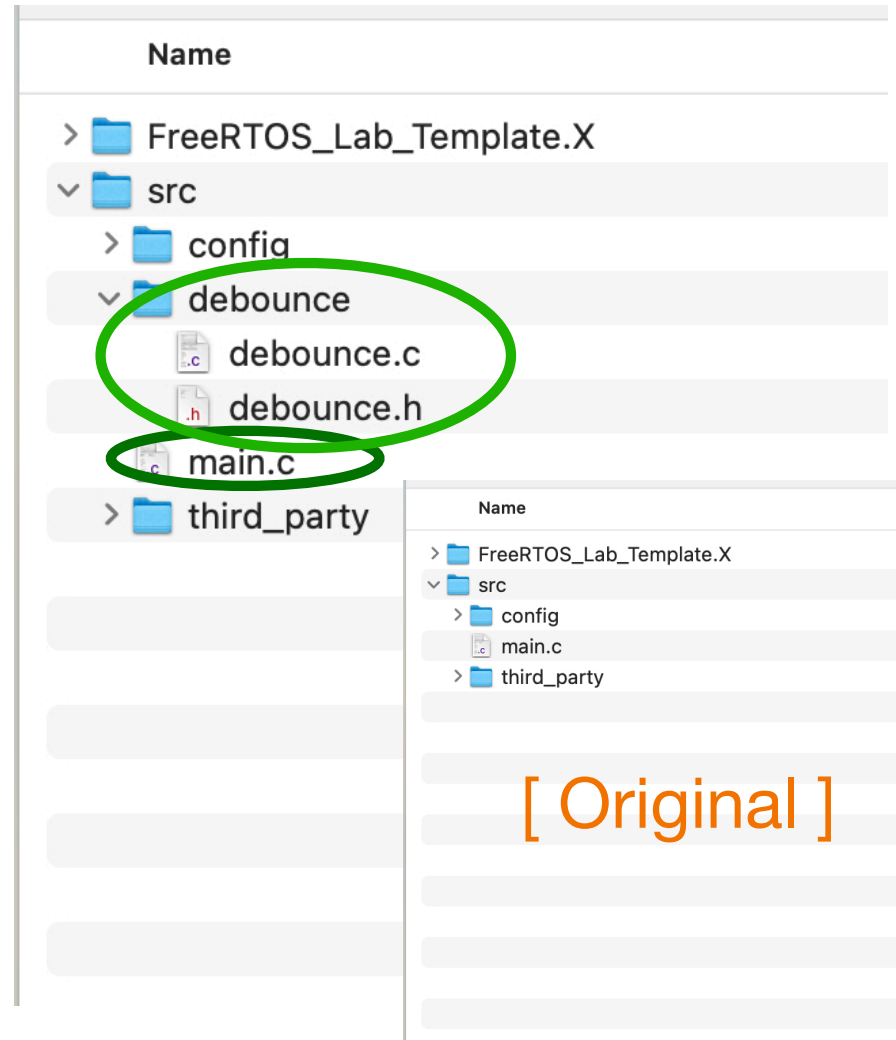 Name
FreeRTOS_Lab_Template.X
src
config
debounce
.c debounce.c
.h debounce.h
.c main.c
third_party
Name
FreeRTOS_Lab_Template.X
src
config
.c main.c
third_party
[ Original ]